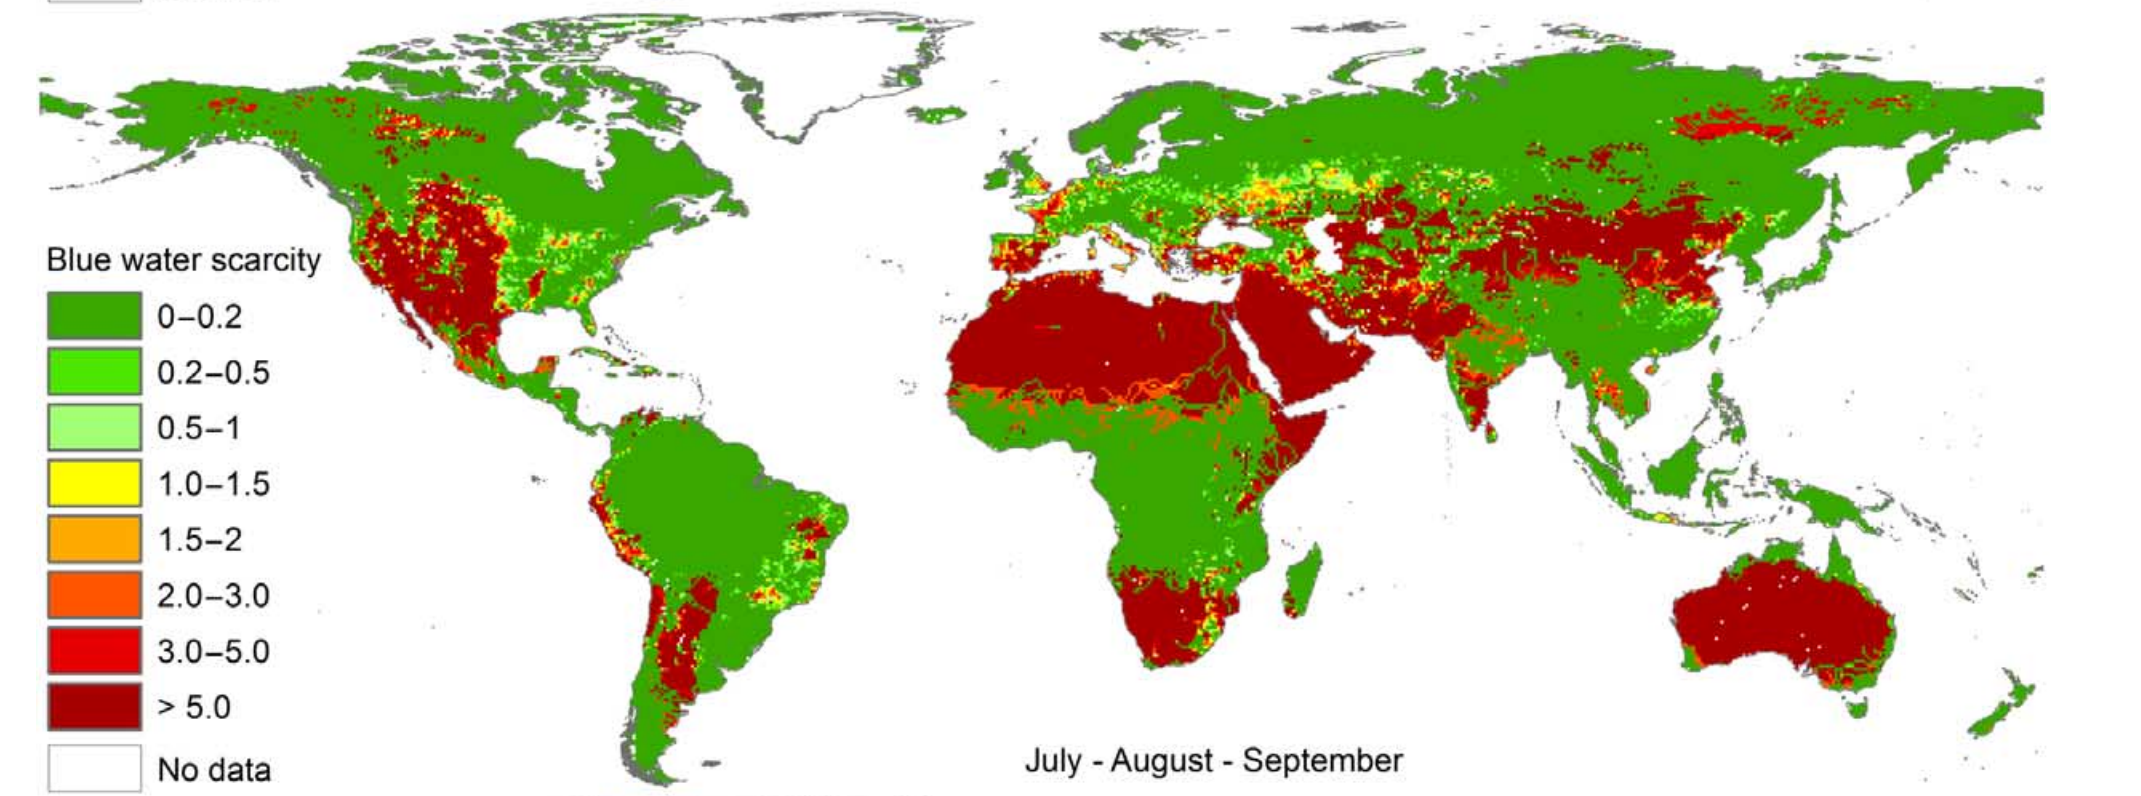 Blue water scarcity
0–0.2
0.2–0.5
0.5–1
1.0–1.5
1.5–2
2.0–3.0
3.0–5.0
> 5.0
No data
July - August - September